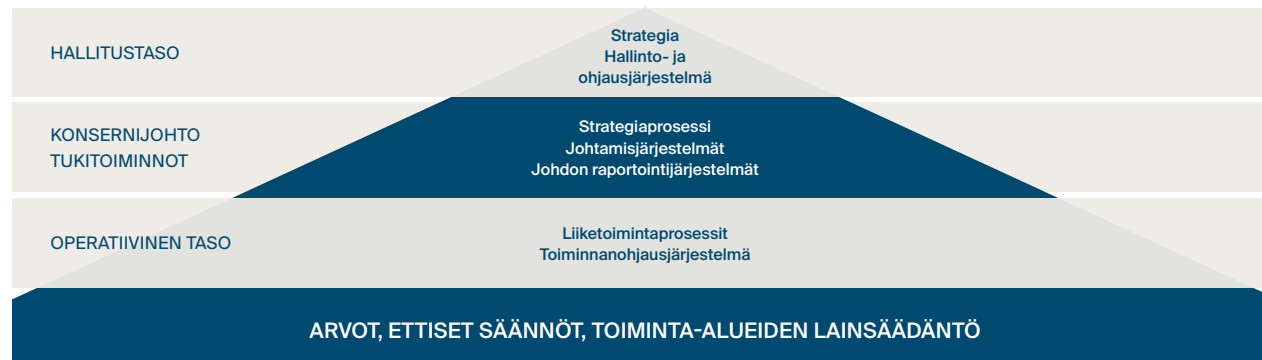 HALLITUSTASO
Strategia
Hallinto- ja
ohjausjärjestelmä
KONSERNIJOHTO
TUKITOIMINNOT
Strategiaprosessi
Johtamisjärjestelmät
Johdon raportointijärjestelmät
OPERATIIVINEN TASO
Liiketoimintaprosessit
Toiminnanohjausjärjestelmä
ARVOT, ETTISET SÄÄNNÖT, TOIMINTA-ALUEIDEN LAINSÄÄDÄNTÖ